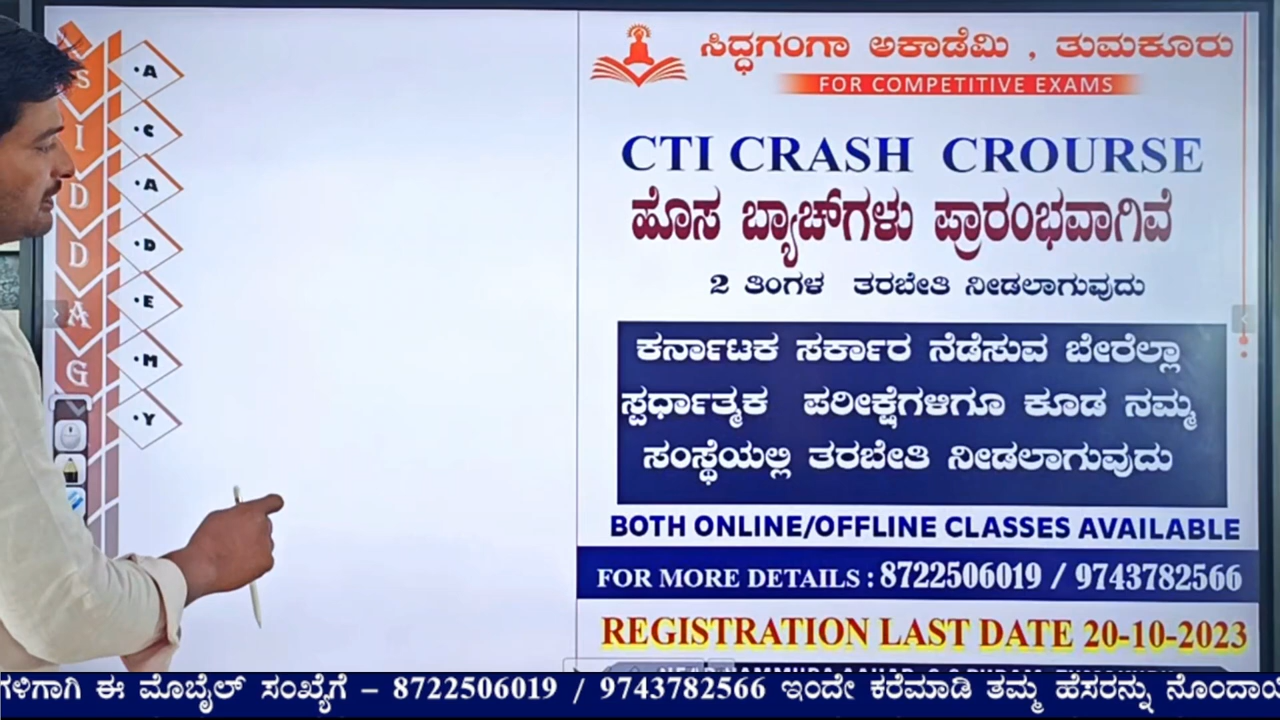 S
I
D
D
A
G
•A
•C
•A
•D
•E
•M
•Y
ಸಿದ್ಧಗಂಗಾ ಅಕಾಡೆಮಿ , ತುಮಕೂರು
FOR COMPETITIVE EXAMS
CTI CRASH CROURSE
ಹೊಸ ಬ್ಯಾಚ್‌ಗಳು ಪ್ರಾರಂಭವಾಗಿವೆ
2 ತಿಂಗಳ ತರಬೇತಿ ನೀಡಲಾಗುವುದು
ಕರ್ನಾಟಕ ಸರ್ಕಾರ ನೆಡೆಸುವ ಬೇರೆಲ್ಲಾ
ಸ್ಪರ್ಧಾತ್ಮಕ ಪರೀಕ್ಷೆಗಳಿಗೂ ಕೂಡ ನಮ್ಮ
ಸಂಸ್ಥೆಯಲ್ಲಿ ತರಬೇತಿ ನೀಡಲಾಗುವುದು
BOTH ONLINE/OFFLINE CLASSES AVAILABLE
FOR MORE DETAILS : 8722506019 / 9743782566
REGISTRATION LAST DATE 20-10-2023
ಗಳಿಗಾಗಿ ಈ ಮೊಬೈಲ್ ಸಂಖ್ಯೆಗೆ – 8722506019 / 9743782566 ಇಂದೇ ಕರೆಮಾಡಿ ತಮ್ಮ ಹೆಸರನ್ನು ನೊಂದಾಯಿ